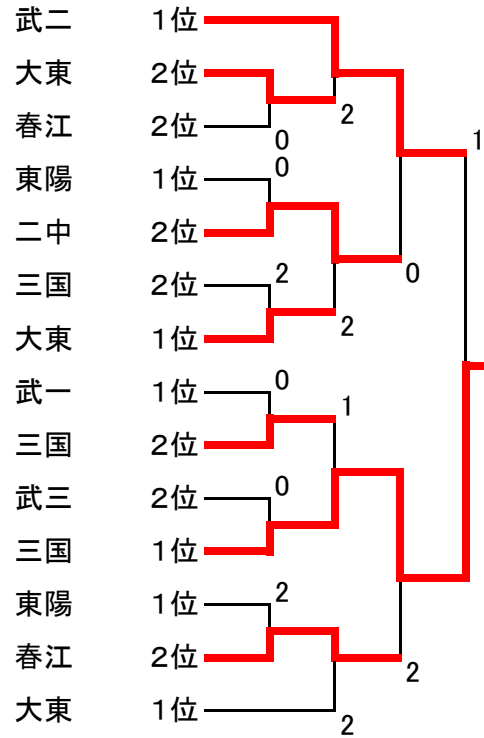 武二 1位
大東 2位
2
春江 2位
0
1
東陽 1位
0
二中 2位
三国 2位
2
0
大東 1位
2
武一 1位
0
1
三国 2位
武三 2位
0
三国 1位
東陽 1位
2
春江 2位
2
大東 1位
2